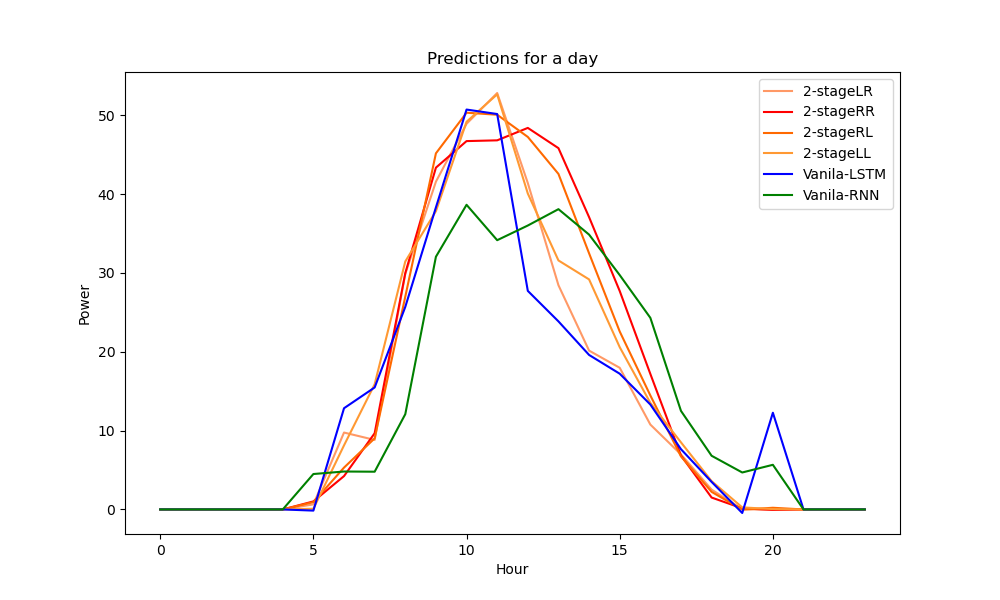 Predictions for a day
2-stageLR
2-stageRR
2-stageRL
2-stageLL
Vanila-LSTM
Vanila-RNN
50
40
30
20
10
0
Power
0 5 10 15 20
Hour